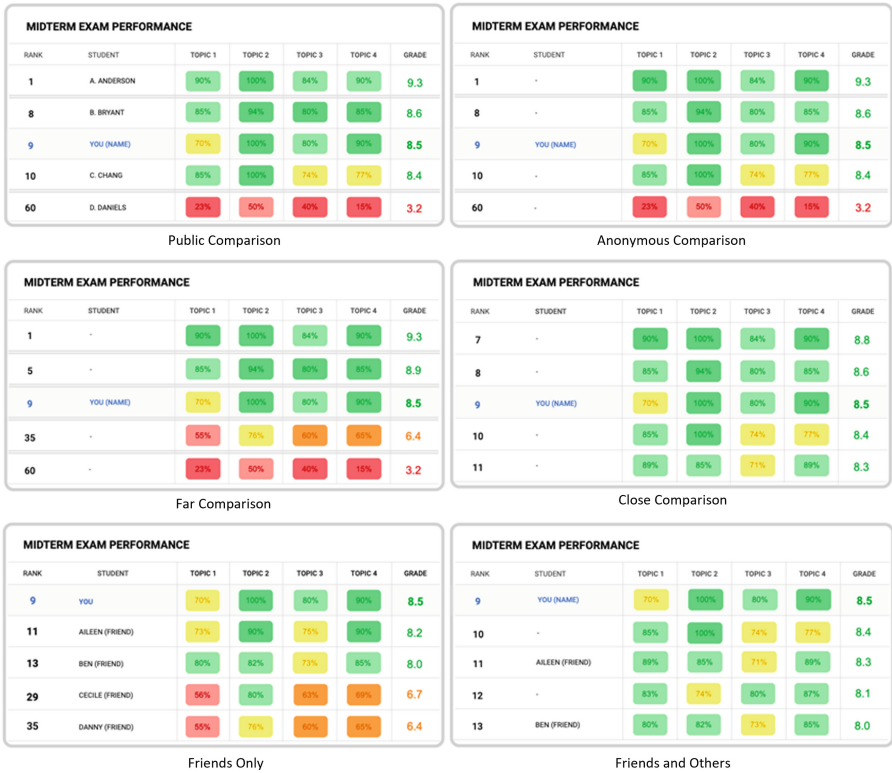 MIDTERM EXAM PERFORMANCE
RANK STUDENT TOPIC 1 TOPIC 2 TOPIC 3 TOPIC 4 GRADE
1 A. ANDERSON 90% 100% 84% 90% 9.3
8 B. BRYANT 85% 94% 80% 85% 8.6
9 YOU (NAME) 70% 100% 80% 90% 8.5
10 C. CHANG 85% 100% 74% 77% 8.4
60 D. DANIELS 23% 50% 40% 15% 3.2
Public Comparison
MIDTERM EXAM PERFORMANCE
RANK STUDENT TOPIC 1 TOPIC 2 TOPIC 3 TOPIC 4 GRADE
1 - 90% 100% 84% 90% 9.3
8 - 85% 94% 80% 85% 8.6
9 YOU (NAME) 70% 100% 80% 90% 8.5
10 - 85% 100% 74% 77% 8.4
60 - 23% 50% 40% 15% 3.2
Anonymous Comparison
MIDTERM EXAM PERFORMANCE
RANK STUDENT TOPIC 1 TOPIC 2 TOPIC 3 TOPIC 4 GRADE
1 - 90% 100% 84% 90% 9.3
5 - 85% 94% 80% 85% 8.9
9 YOU (NAME) 70% 100% 80% 90% 8.5
35 - 55% 76% 60% 65% 6.4
60 - 23% 50% 40% 15% 3.2
Far Comparison
MIDTERM EXAM PERFORMANCE
RANK STUDENT TOPIC 1 TOPIC 2 TOPIC 3 TOPIC 4 GRADE
7 - 90% 100% 84% 90% 8.8
8 - 85% 94% 80% 85% 8.6
9 YOU (NAME) 70% 100% 80% 90% 8.5
10 - 85% 100% 74% 77% 8.4
11 - 89% 85% 71% 89% 8.3
Close Comparison
MIDTERM EXAM PERFORMANCE
RANK STUDENT TOPIC 1 TOPIC 2 TOPIC 3 TOPIC 4 GRADE
9 YOU 70% 100% 80% 90% 8.5
11 AILEEN (FRIEND) 73% 90% 75% 90% 8.2
13 BEN (FRIEND) 80% 82% 73% 85% 8.0
29 CECILE (FRIEND) 56% 80% 63% 69% 6.7
35 DANNY (FRIEND) 55% 76% 60% 65% 6.4
Friends Only
MIDTERM EXAM PERFORMANCE
RANK STUDENT TOPIC 1 TOPIC 2 TOPIC 3 TOPIC 4 GRADE
9 YOU (NAME) 70% 100% 80% 90% 8.5
10 - 85% 100% 74% 77% 8.4
11 AILEEN (FRIEND) 89% 85% 71% 89% 8.3
12 - 83% 74% 80% 87% 8.1
13 BEN (FRIEND) 80% 82% 73% 85% 8.0
Friends and Others